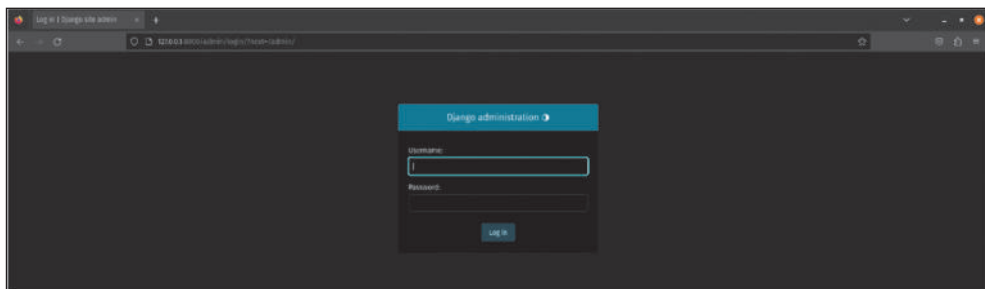 Log in | Django site admin
127.0.0.1:8000/admin/login/?next=/admin/
Django administration
Username:
Password:
Log in